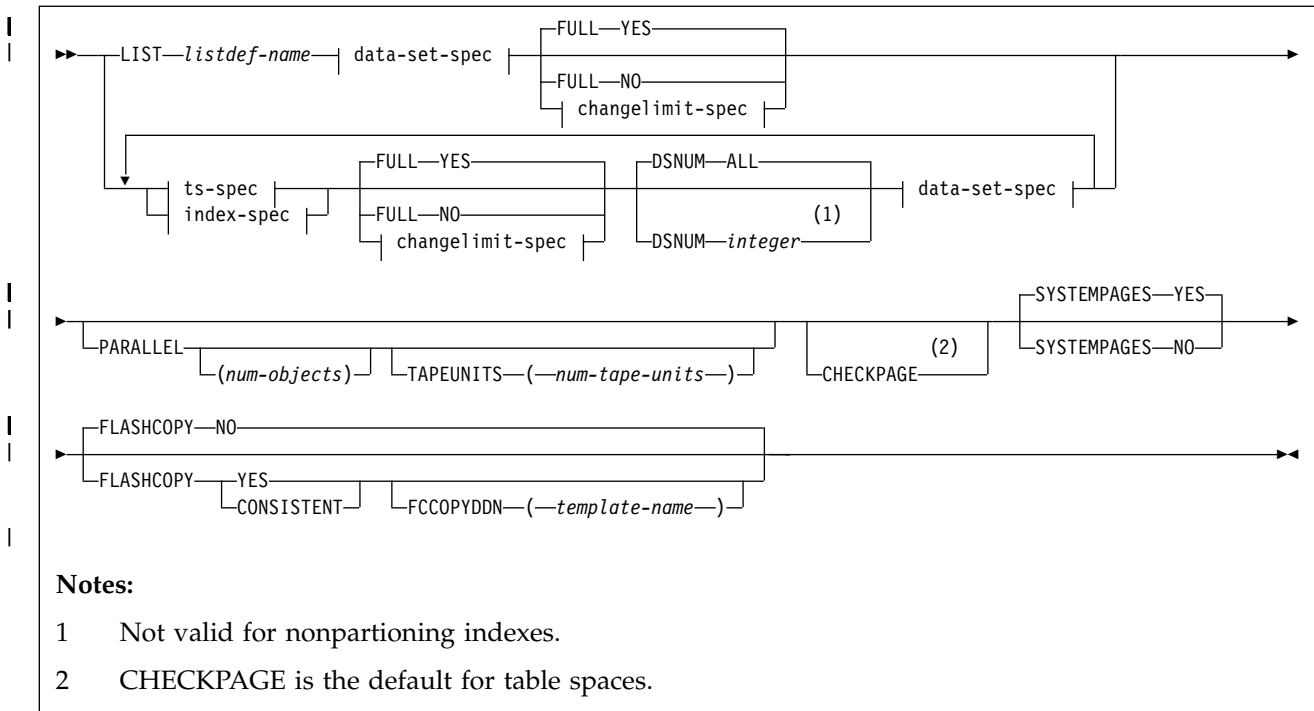 FULL YES
LIST listdef-name data-set-spec
FULL NO
changelimit-spec
FULL YES DSNUM ALL
ts-spec data-set-spec
index-spec FULL NO (1)
changelimit-spec DSNUM integer
SYSTEMPAGES YES
PARALLEL (2) SYSTEMPAGES NO
(num-objects) TAPEUNITS ( num-tape-units ) CHECKPAGE
FLASHCOPY NO
FLASHCOPY YES
CONSISTENT FCCOPYDDN ( template-name )
Notes:
1 Not valid for nonpartioning indexes.
2 CHECKPAGE is the default for table spaces.